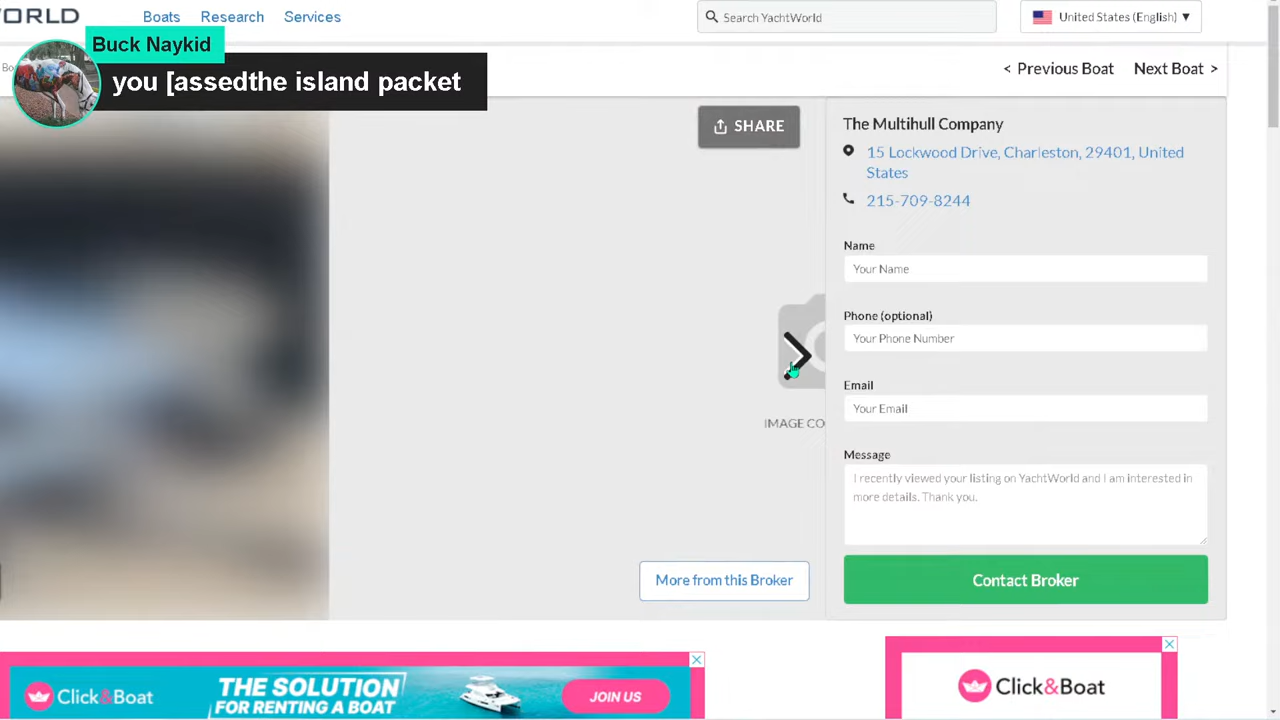 ORLD
Boats Research Services
Search YachtWorld
United States (English) ▼
Buck Naykid
you [assedthe island packet
Bo
< Previous Boat Next Boat >
SHARE
The Multihull Company
15 Lockwood Drive, Charleston, 29401, United
States
215-709-8244
Name
Your Name
Phone (optional)
Your Phone Number
IMAGE CO
Email
Your Email
Message
I recently viewed your listing on YachtWorld and I am interested in
more details. Thank you.
More from this Broker
Contact Broker
Click&Boat
THE SOLUTION
FOR RENTING A BOAT
JOIN US
Click&Boat